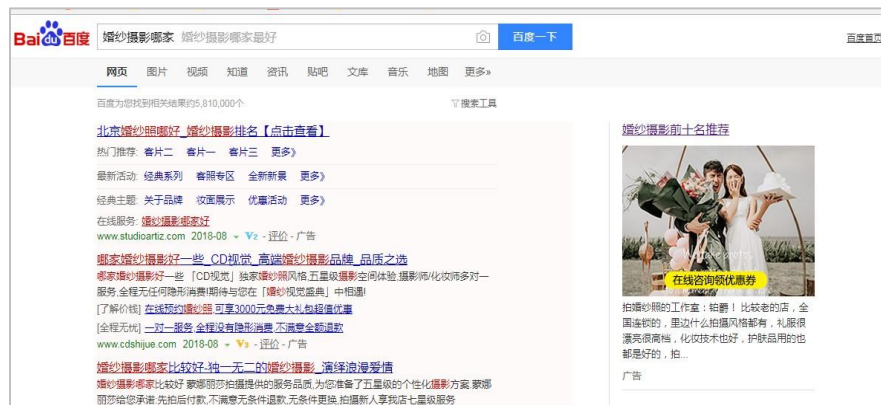 Bai du 百度
婚纱摄影哪家 婚纱摄影哪家最好
百度一下
百度首页
网页 图片 视频 知道 资讯 贴吧 文库 音乐 地图 更多»
百度为您找到相关结果约5,810,000个
搜索工具
北京婚纱照哪好_婚纱摄影排名【点击查看】
热门推荐: 客片二 客片一 客片三 更多》
最新活动: 经典系列 客照专区 全新新景 更多》
经典主题: 关于品牌 妆面展示 优惠活动 更多》
在线服务: 婚纱摄影哪家好
www.studioartiz.com 2018-08 V2 - 评价 - 广告
哪家婚纱摄影好一些_CD视觉_高端婚纱摄影品牌_品质之选
哪家婚纱摄影好一些 「CD视觉」独家婚纱照风格,五星级摄影空间体验,摄影师/化妆师多对一
服务,全程无任何隐形消费!期待与您在「婚纱视觉盛典」中相遇!
[了解价钱] 在线预约婚纱照 可享3000元免费大礼包超值优惠
[全程无忧] 一对一服务,全程没有隐形消费,不满意全额退款
www.cdshijue.com 2018-08 V3 - 评价 - 广告
婚纱摄影哪家比较好-独一无二的婚纱摄影_演绎浪漫爱情
婚纱摄影哪家比较好 蒙娜丽莎拍摄提供的服务品质,为您准备了五星级的个性化摄影方案,蒙娜
丽莎给您承诺:先拍后付款,不满意无条件退款,无条件更换,拍摄新人享我店七星级服务
婚纱摄影前十名推荐
在线咨询领优惠券
拍婚纱照的工作室：铂爵！ 比较老的店，全
国连锁的，里边什么拍摄风格都有，礼服很
漂亮很高档，化妆技术也好，护肤品用的也
都是好的，拍...
广告